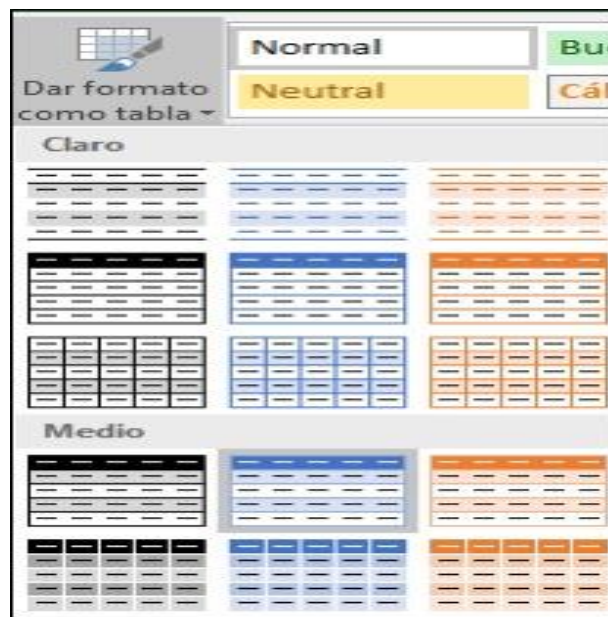 Normal
Neutral
Dar formato
como tabla
Claro
Medio